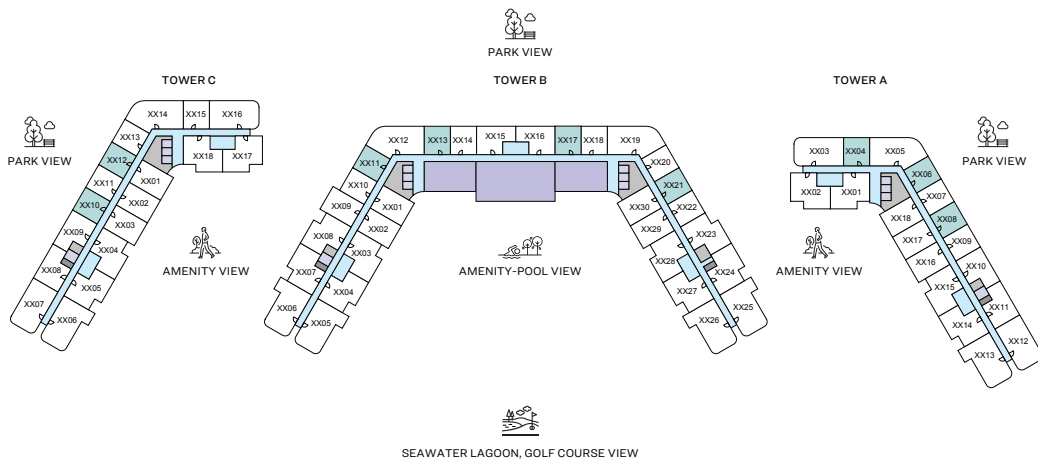 PARK VIEW
TOWER C
TOWER B
TOWER A
PARK VIEW
PARK VIEW
XX14
XX15
XX16
XX13
XX12
XX11
XX10
XX09
XX08
XX07
XX06
XX05
XX04
XX03
XX02
XX01
XX18
XX17
AMENITY VIEW
XX12
XX13
XX14
XX15
XX16
XX17
XX18
XX19
XX11
XX10
XX09
XX08
XX07
XX06
XX05
XX04
XX03
XX02
XX01
XX20
XX21
XX22
XX23
XX24
XX25
XX26
XX27
XX28
XX29
XX30
AMENITY-POOL VIEW
XX03
XX04
XX05
XX02
XX01
XX06
XX07
XX08
XX09
XX10
XX11
XX12
XX13
XX14
XX15
XX16
XX17
XX18
AMENITY VIEW
SEAWATER LAGOON, GOLF COURSE VIEW